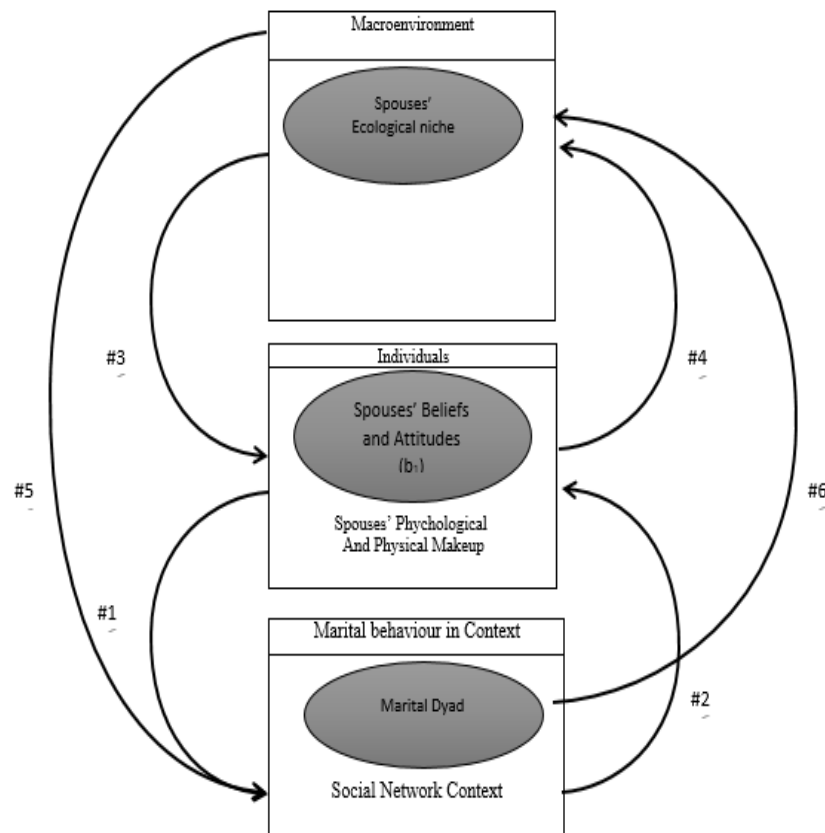 Macroenvironment
Spouses'
Ecological niche
#3
#4
Individuals
Spouses' Beliefs
and Attitudes
(b₁)
Spouses' Phychological
And Physical Makeup
#5
#6
#1
Marital behaviour in Context
Marital Dyad
#2
Social Network Context